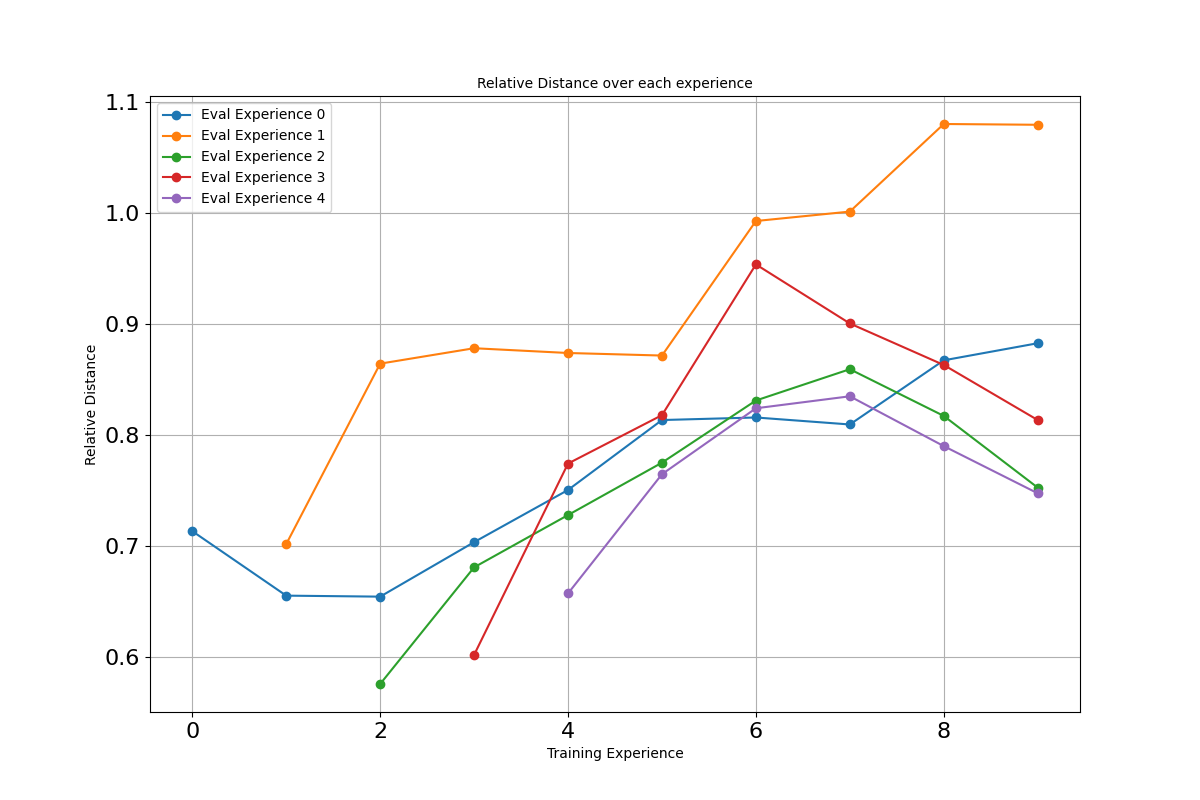 Relative Distance over each experience
1.1
1.0
0.9
0.8
0.7
0.6
Relative Distance
Eval Experience 0
Eval Experience 1
Eval Experience 2
Eval Experience 3
Eval Experience 4
0 2 4 6 8
Training Experience